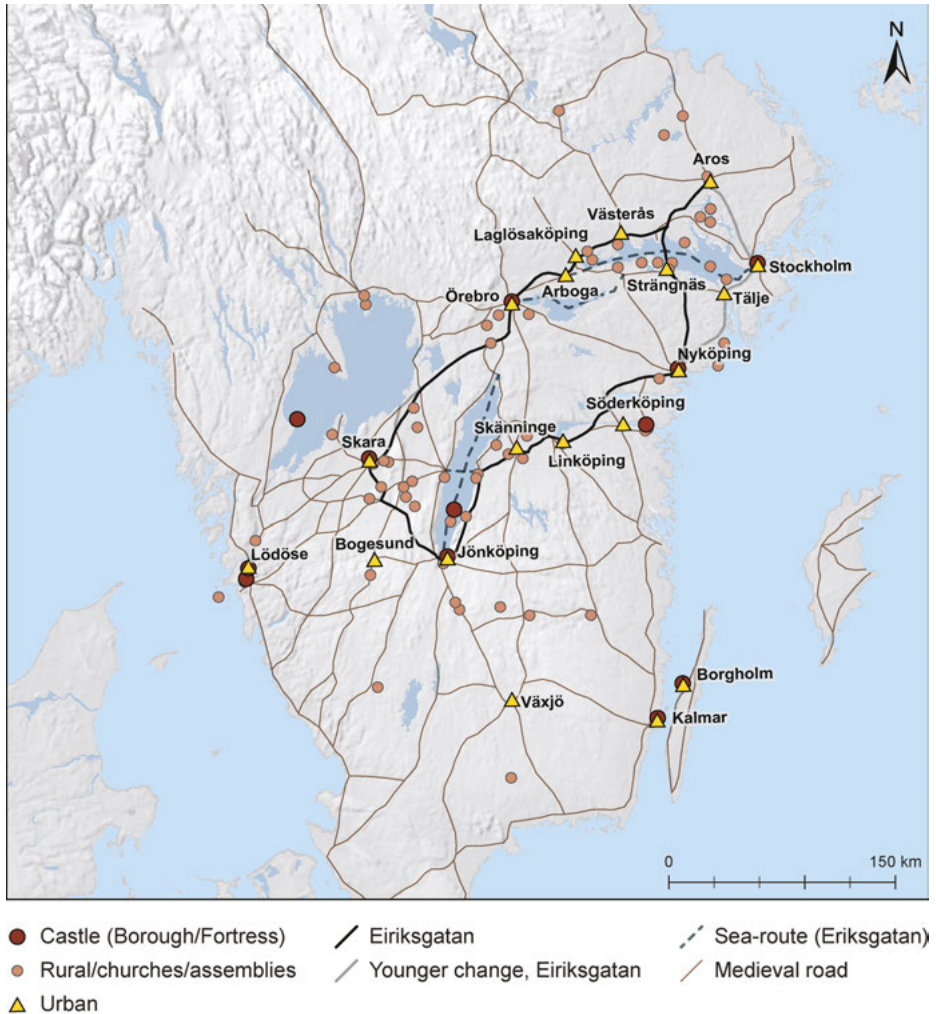 N
Aros
Västerås
Laglösaköping
Stockholm
Örebro
Arboga
Strängnäs
Tälje
Nyköping
Söderköping
Skänninge
Skara
Linköping
Bogesund
Jönköping
Lödöse
Borgholm
Växjö
Kalmar
0 150 km
Castle (Borough/Fortress)
Eiriksgatan
Sea-route (Eriksgatan)
Rural/churches/assemblies
Younger change, Eiriksgatan
Medieval road
Urban